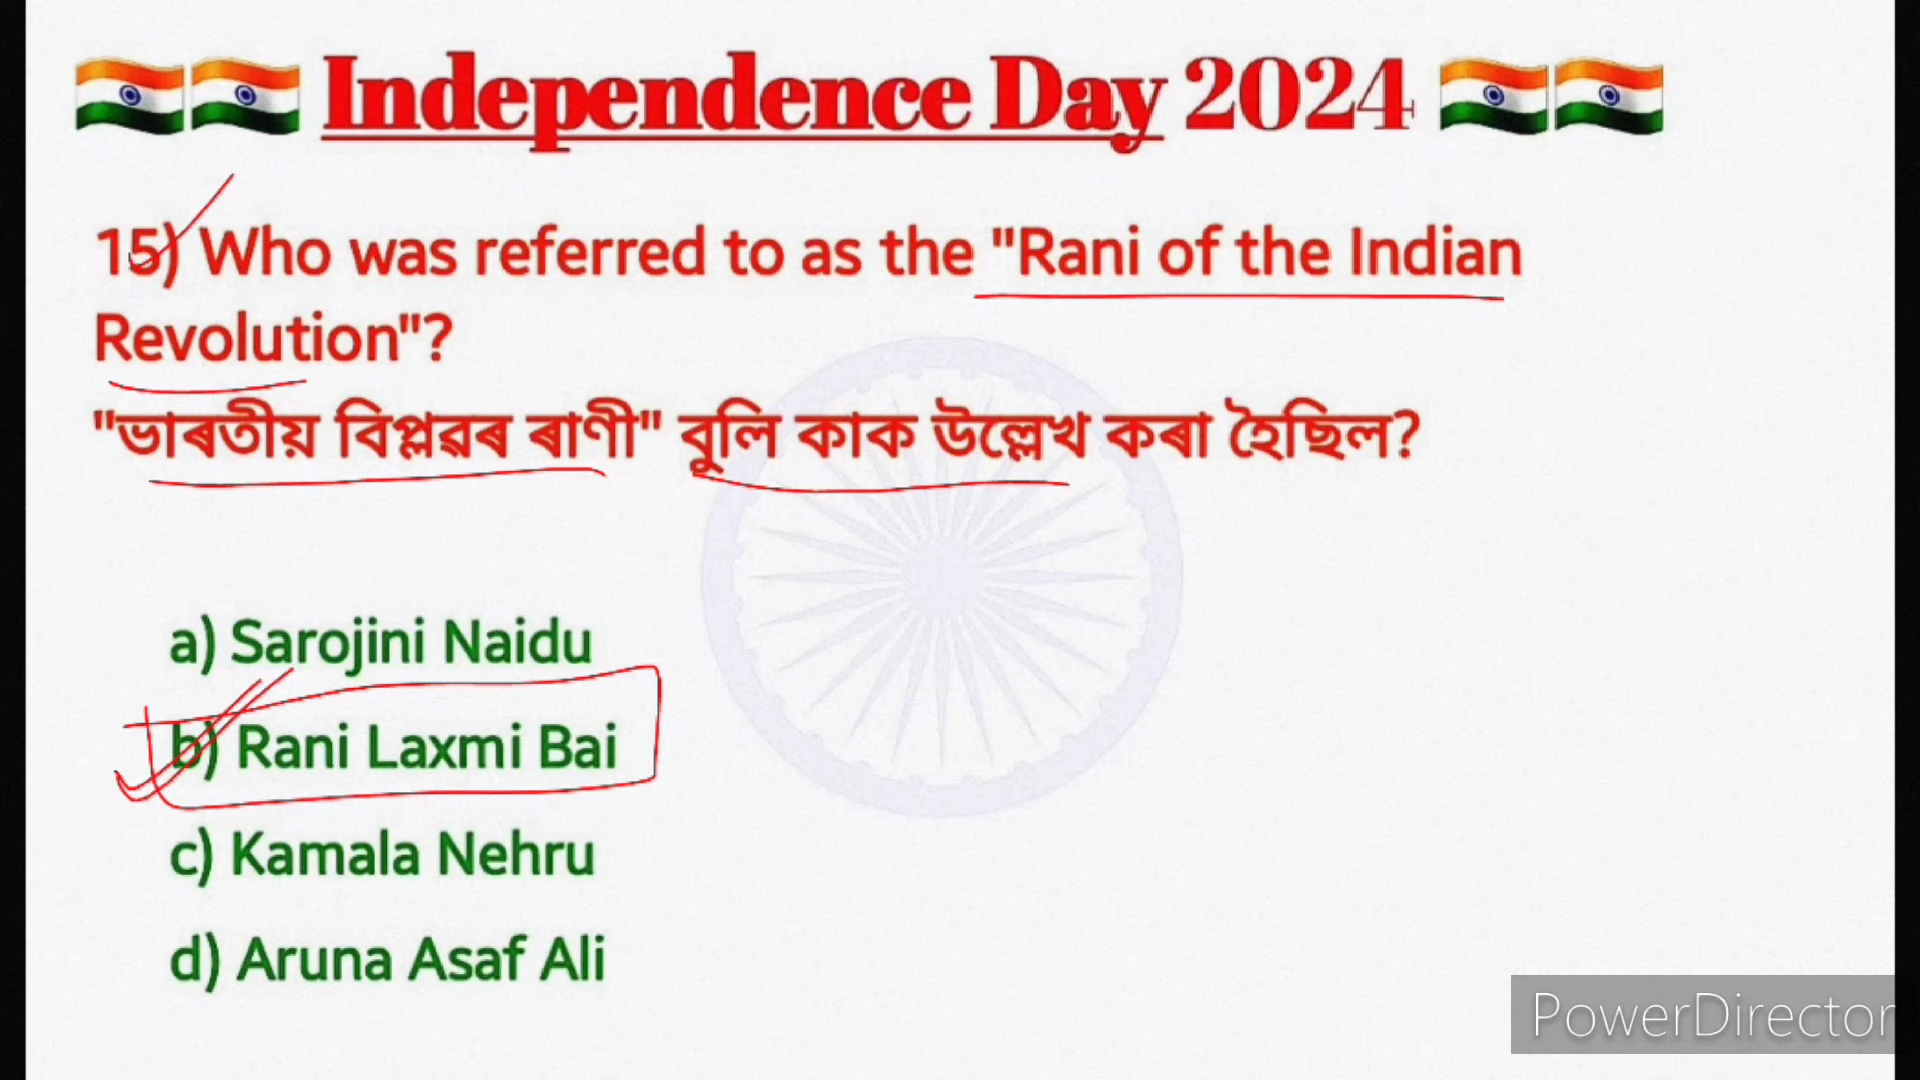 Independence Day 2024
15) Who was referred to as the "Rani of the Indian
Revolution"?
"ভাৰতীয় বিপ্লৱৰ ৰাণী" বুলি কাক উল্লেখ কৰা হৈছিল?
a) Sarojini Naidu
b) Rani Laxmi Bai
c) Kamala Nehru
d) Aruna Asaf Ali
PowerDirector